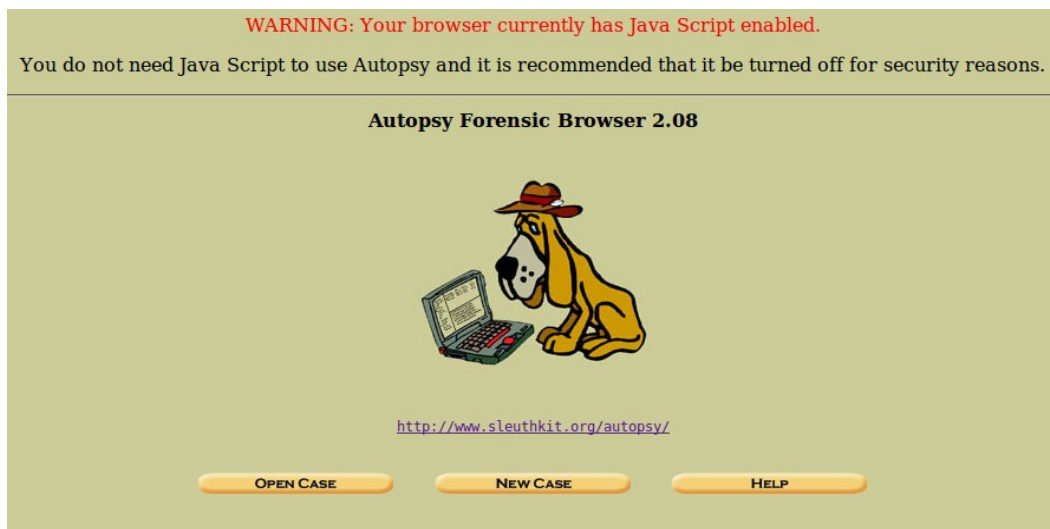 WARNING: Your browser currently has Java Script enabled.
You do not need Java Script to use Autopsy and it is recommended that it be turned off for security reasons.
Autopsy Forensic Browser 2.08
http://www.sleuthkit.org/autopsy/
OPEN CASE
NEW CASE
HELP